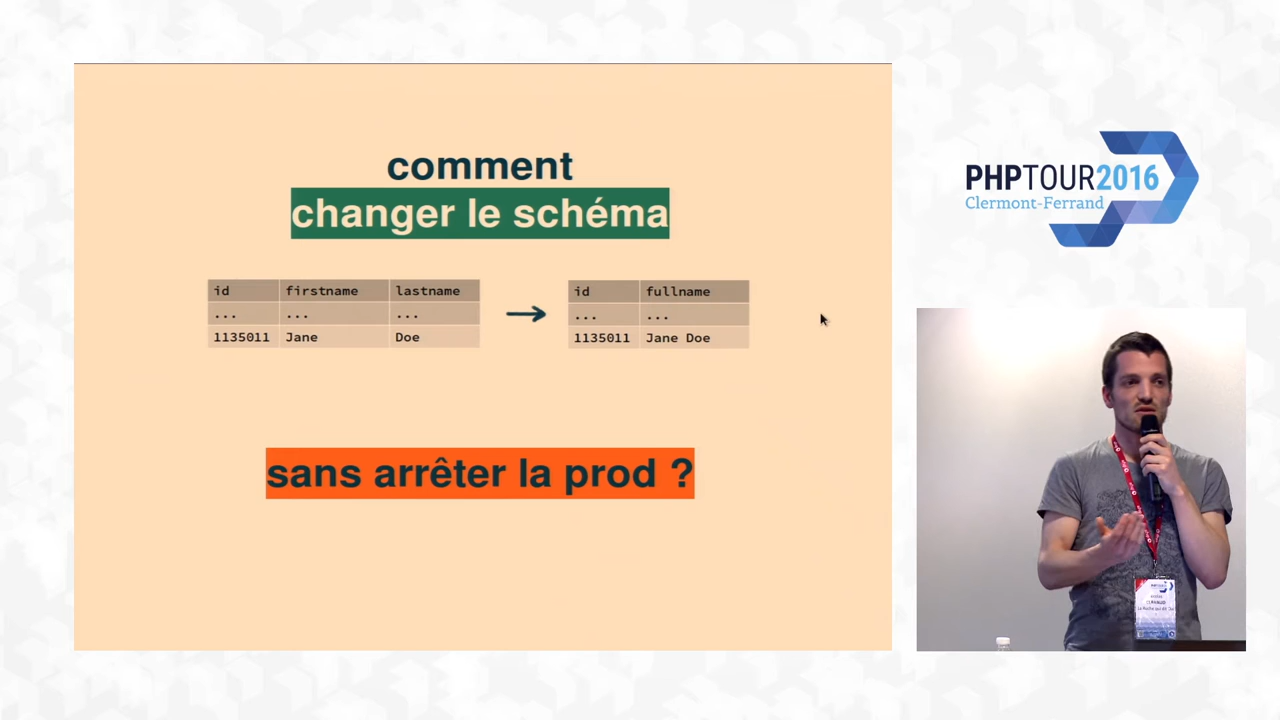 comment
changer le schéma
id firstname lastname
... ... ...
1135011 Jane Doe
id fullname
... ...
1135011 Jane Doe
sans arrêter la prod ?
PHPTOUR2016
Clermont-Ferrand